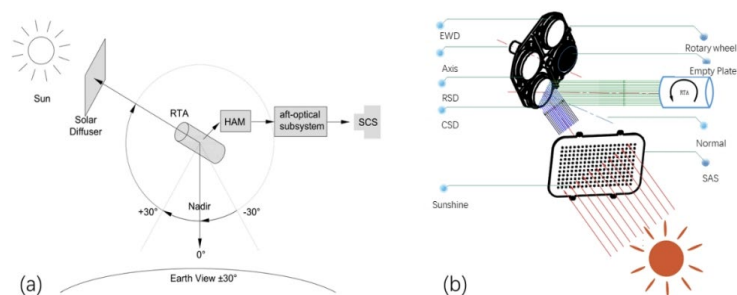 Sun
Solar
Diffuser
RTA
HAM
aft-optical
subsystem
SCS
+30°
Nadir
-30°
0°
Earth View ±30°
(a)
EWD
Axis
RSD
CSD
Sunshine
Rotary wheel
Empty Plate
RTA
Normal
SAS
(b)